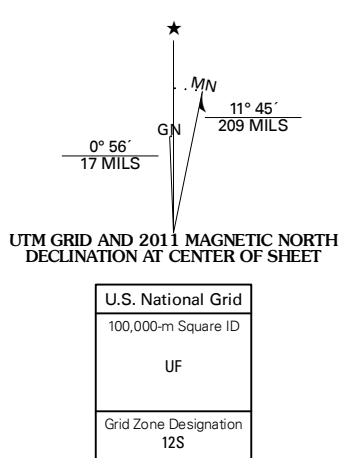 ★
MN
11° 45´
209 MILS
GN
0° 56´
17 MILS
UTM GRID AND 2011 MAGNETIC NORTH
DECLINATION AT CENTER OF SHEET
U.S. National Grid
100,000-m Square ID
UF
Grid Zone Designation
12S